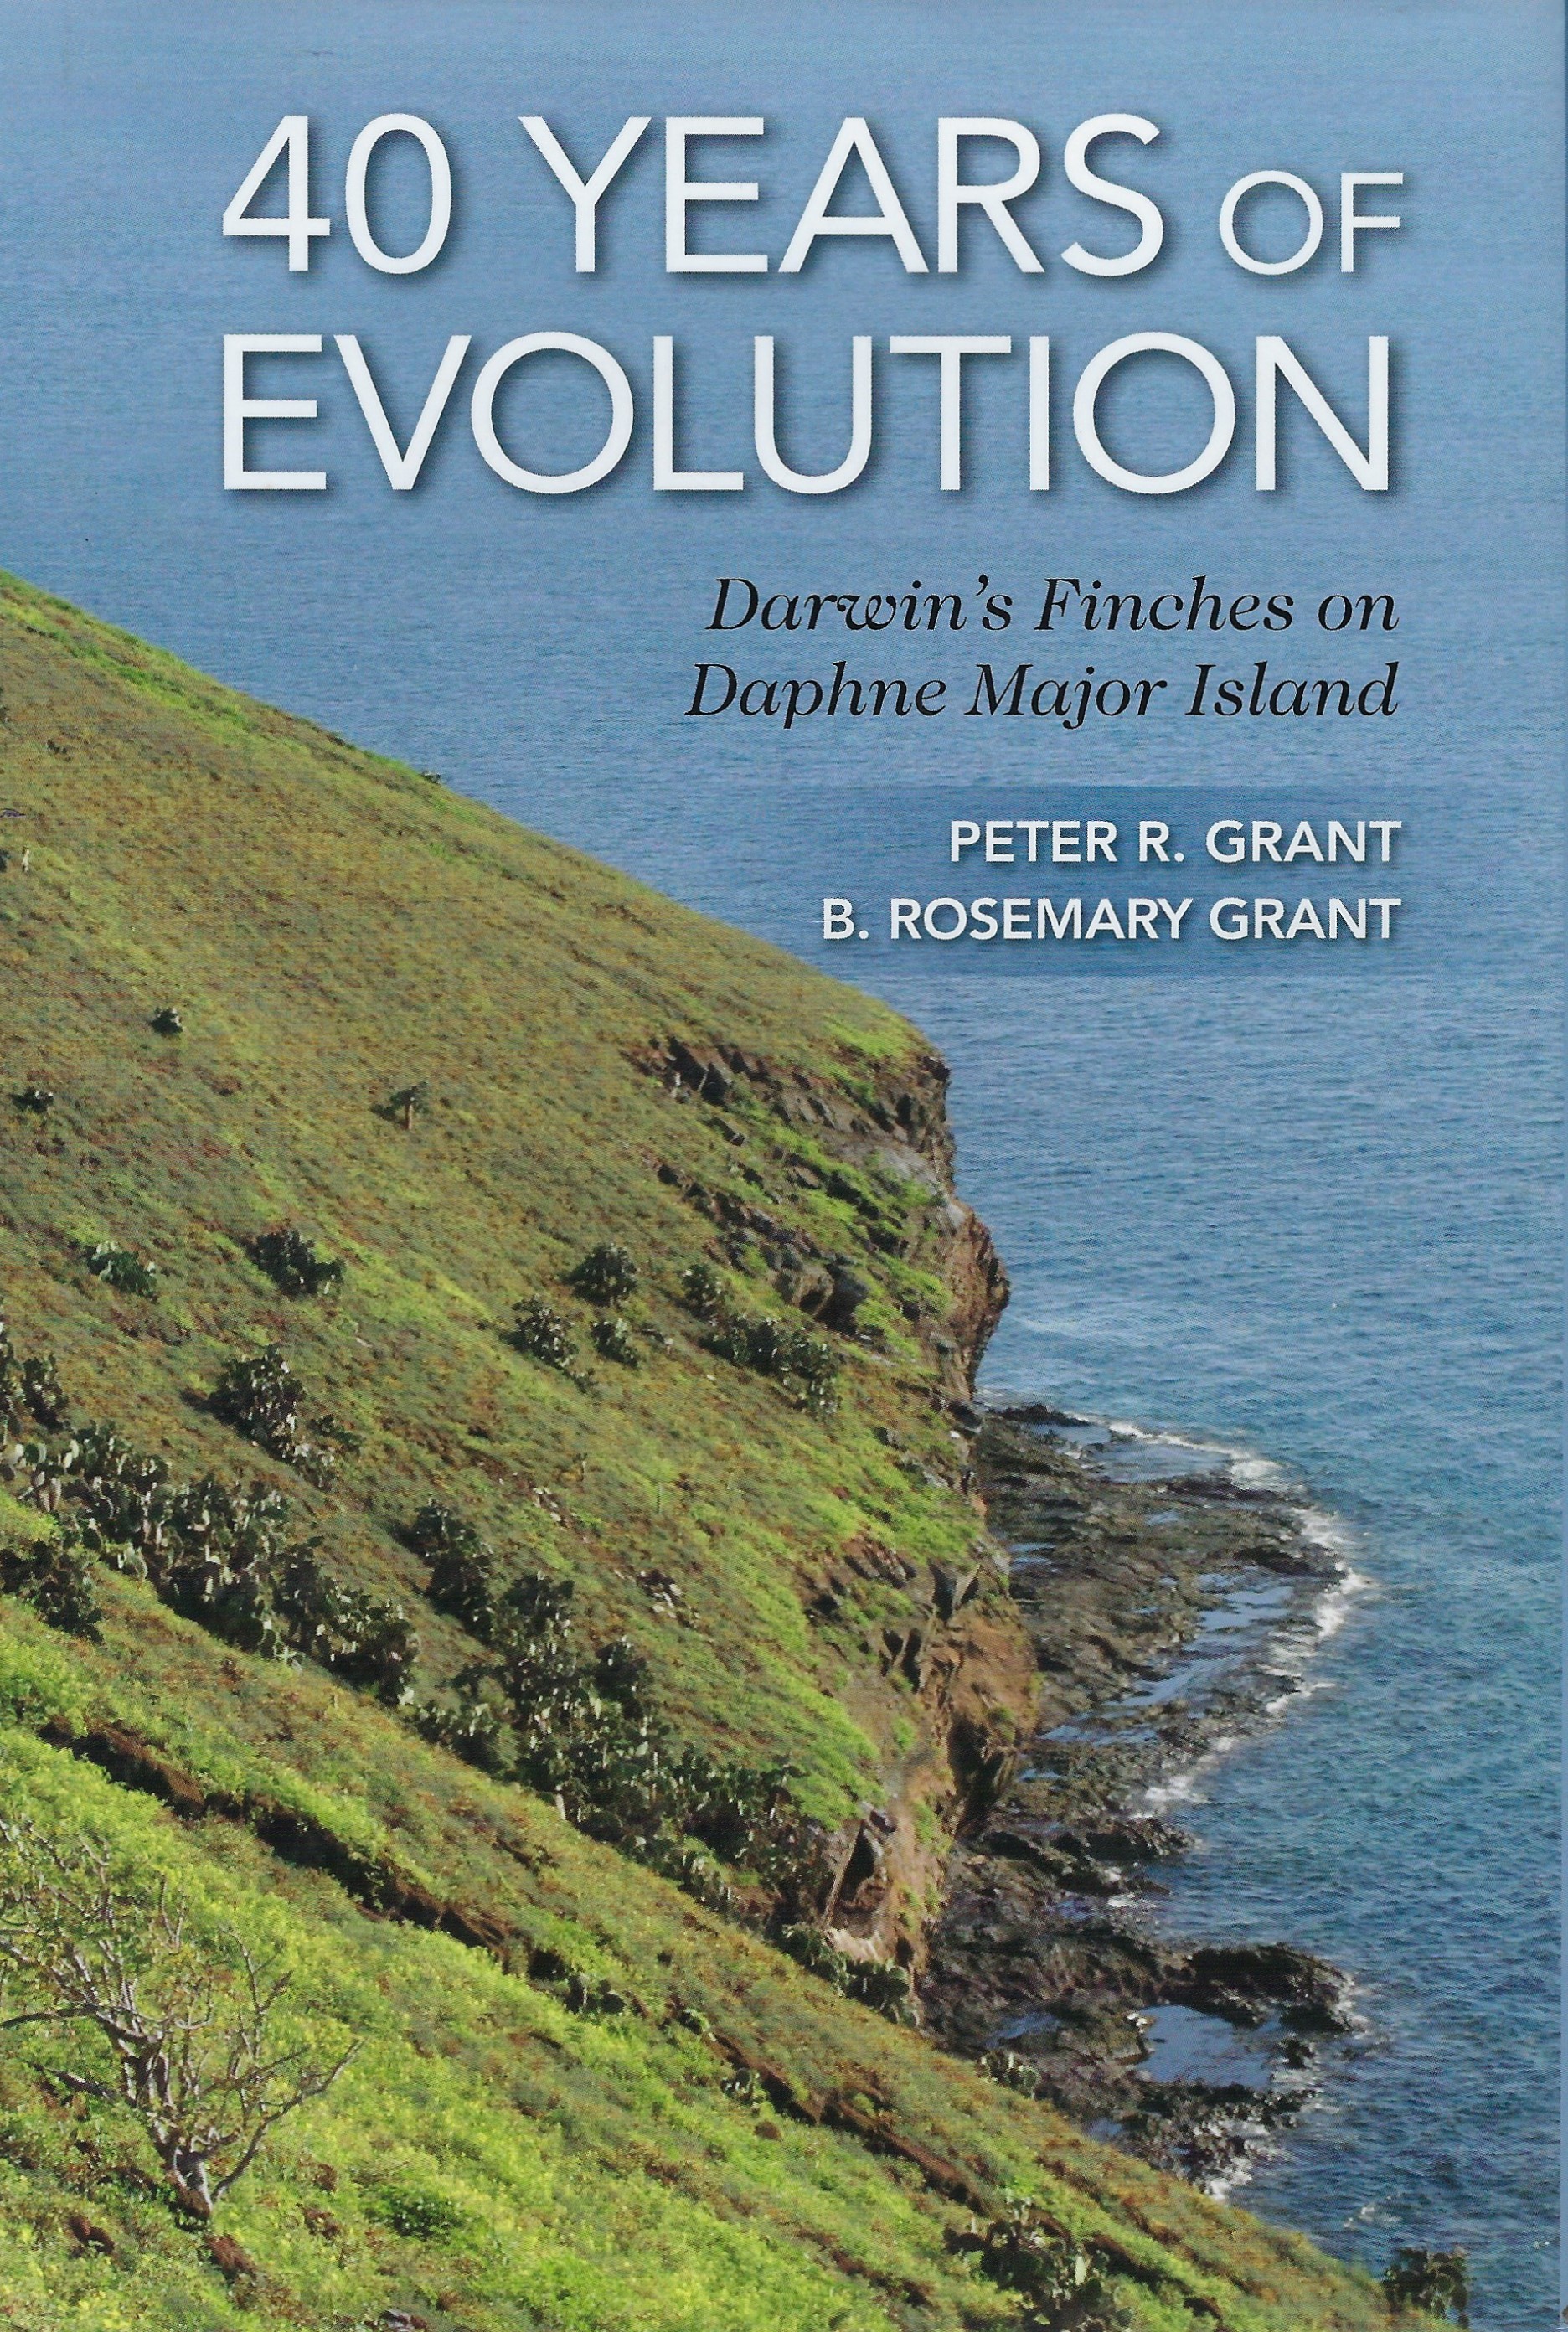 40 YEARS OF
EVOLUTION
Darwin’s Finches on
Daphne Major Island
PETER R. GRANT
B. ROSEMARY GRANT